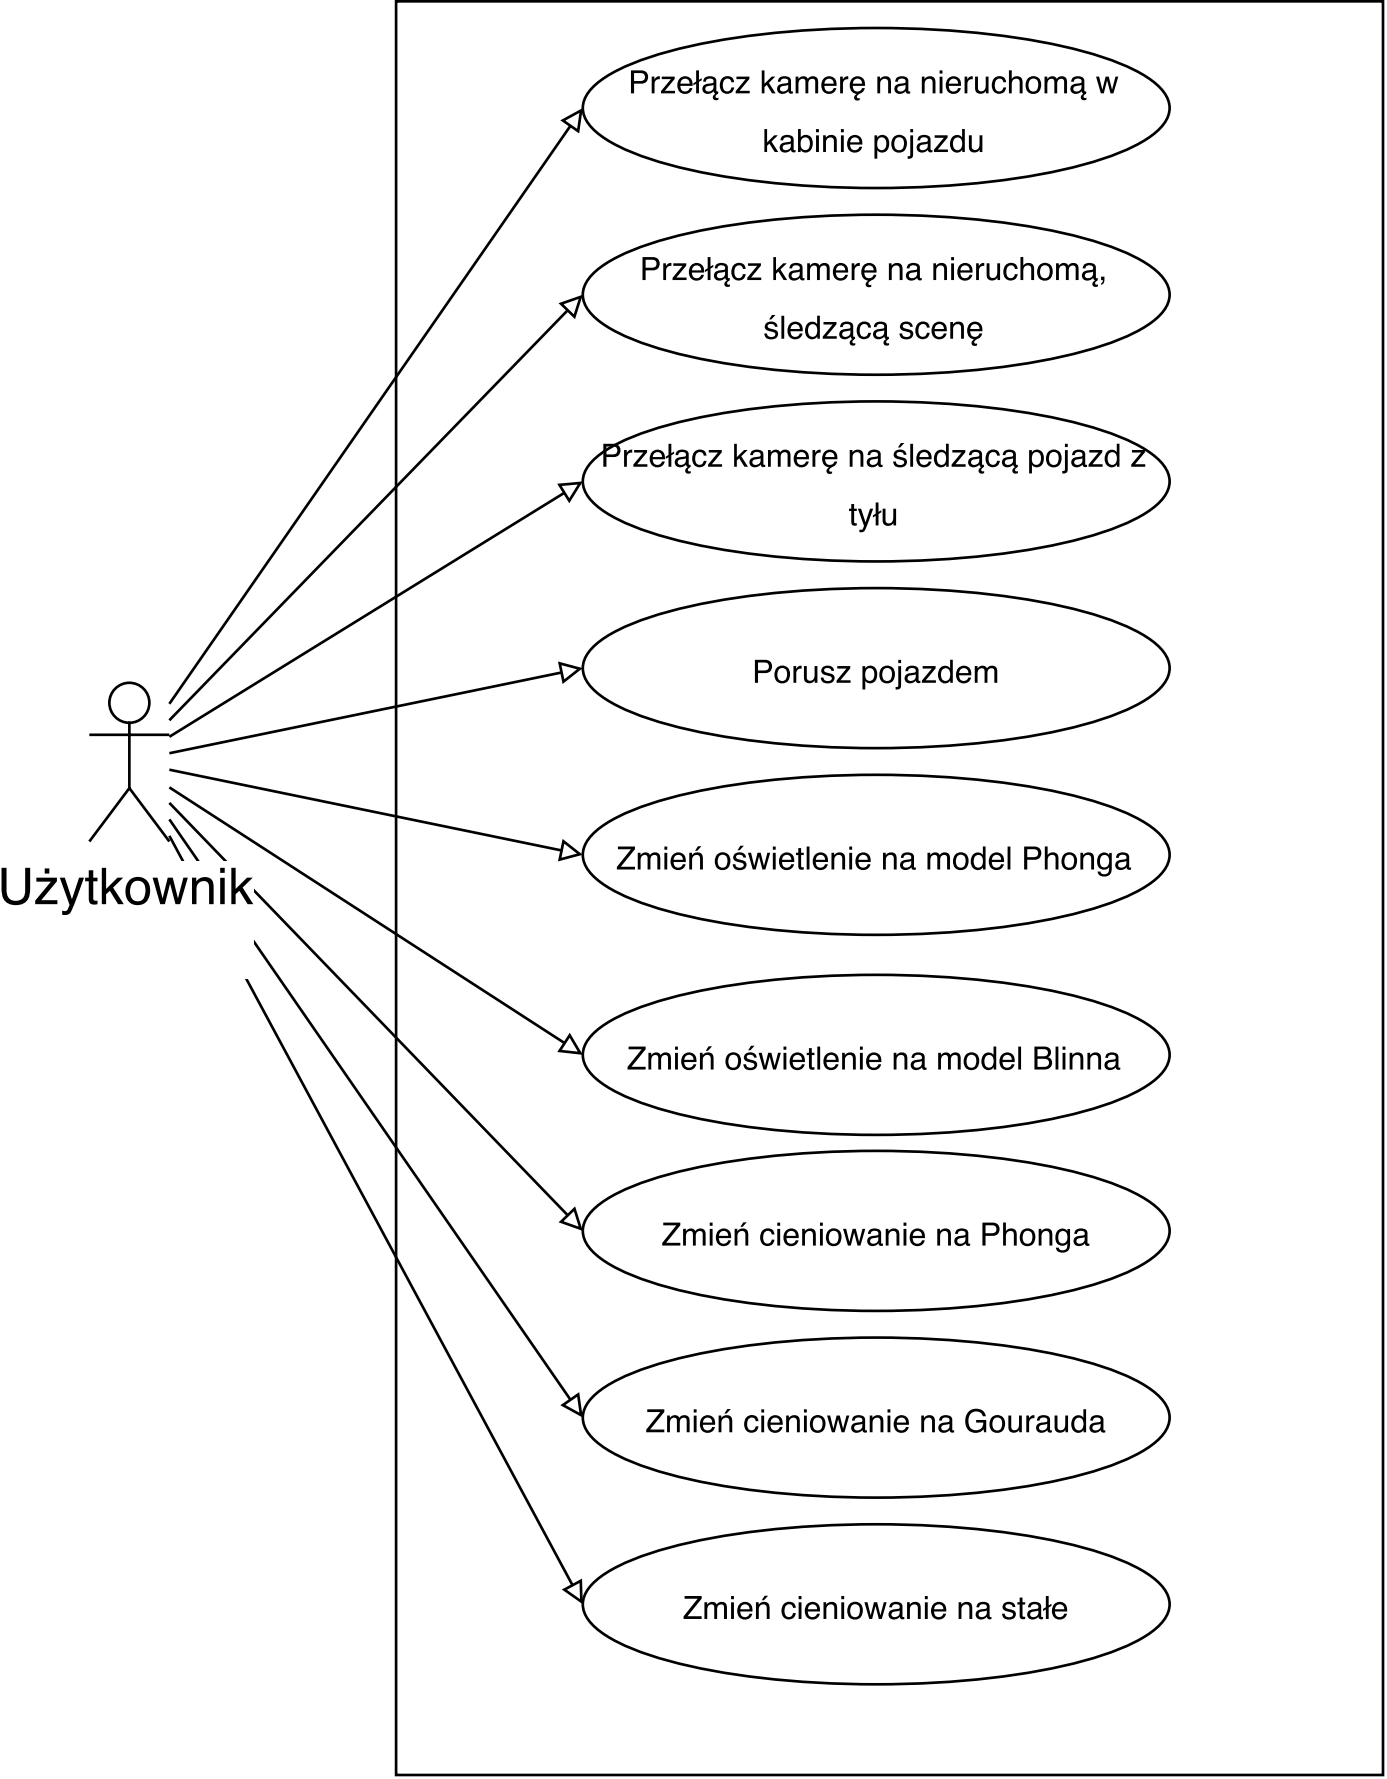 Przełącz kamerę na nieruchomą w
kabinie pojazdu
Przełącz kamerę na nieruchomą,
śledzącą scenę
Przełącz kamerę na śledzącą pojazd z
tyłu
Porusz pojazdem
Zmień oświetlenie na model Phonga
Użytkownik
Zmień oświetlenie na model Blinna
Zmień cieniowanie na Phonga
Zmień cieniowanie na Gourauda
Zmień cieniowanie na stałe